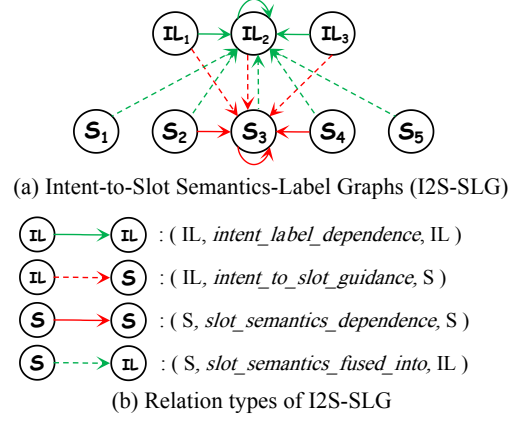 IL₁ IL₂ IL₃
S₁ S₂ S₃ S₄ S₅
(a) Intent-to-Slot Semantics-Label Graphs (I2S-SLG)
IL IL : ( IL, intent_label_dependence, IL )
IL S : ( IL, intent_to_slot_guidance, S )
S S : ( S, slot_semantics_dependence, S )
S IL : ( S, slot_semantics_fused_into, IL )
(b) Relation types of I2S-SLG